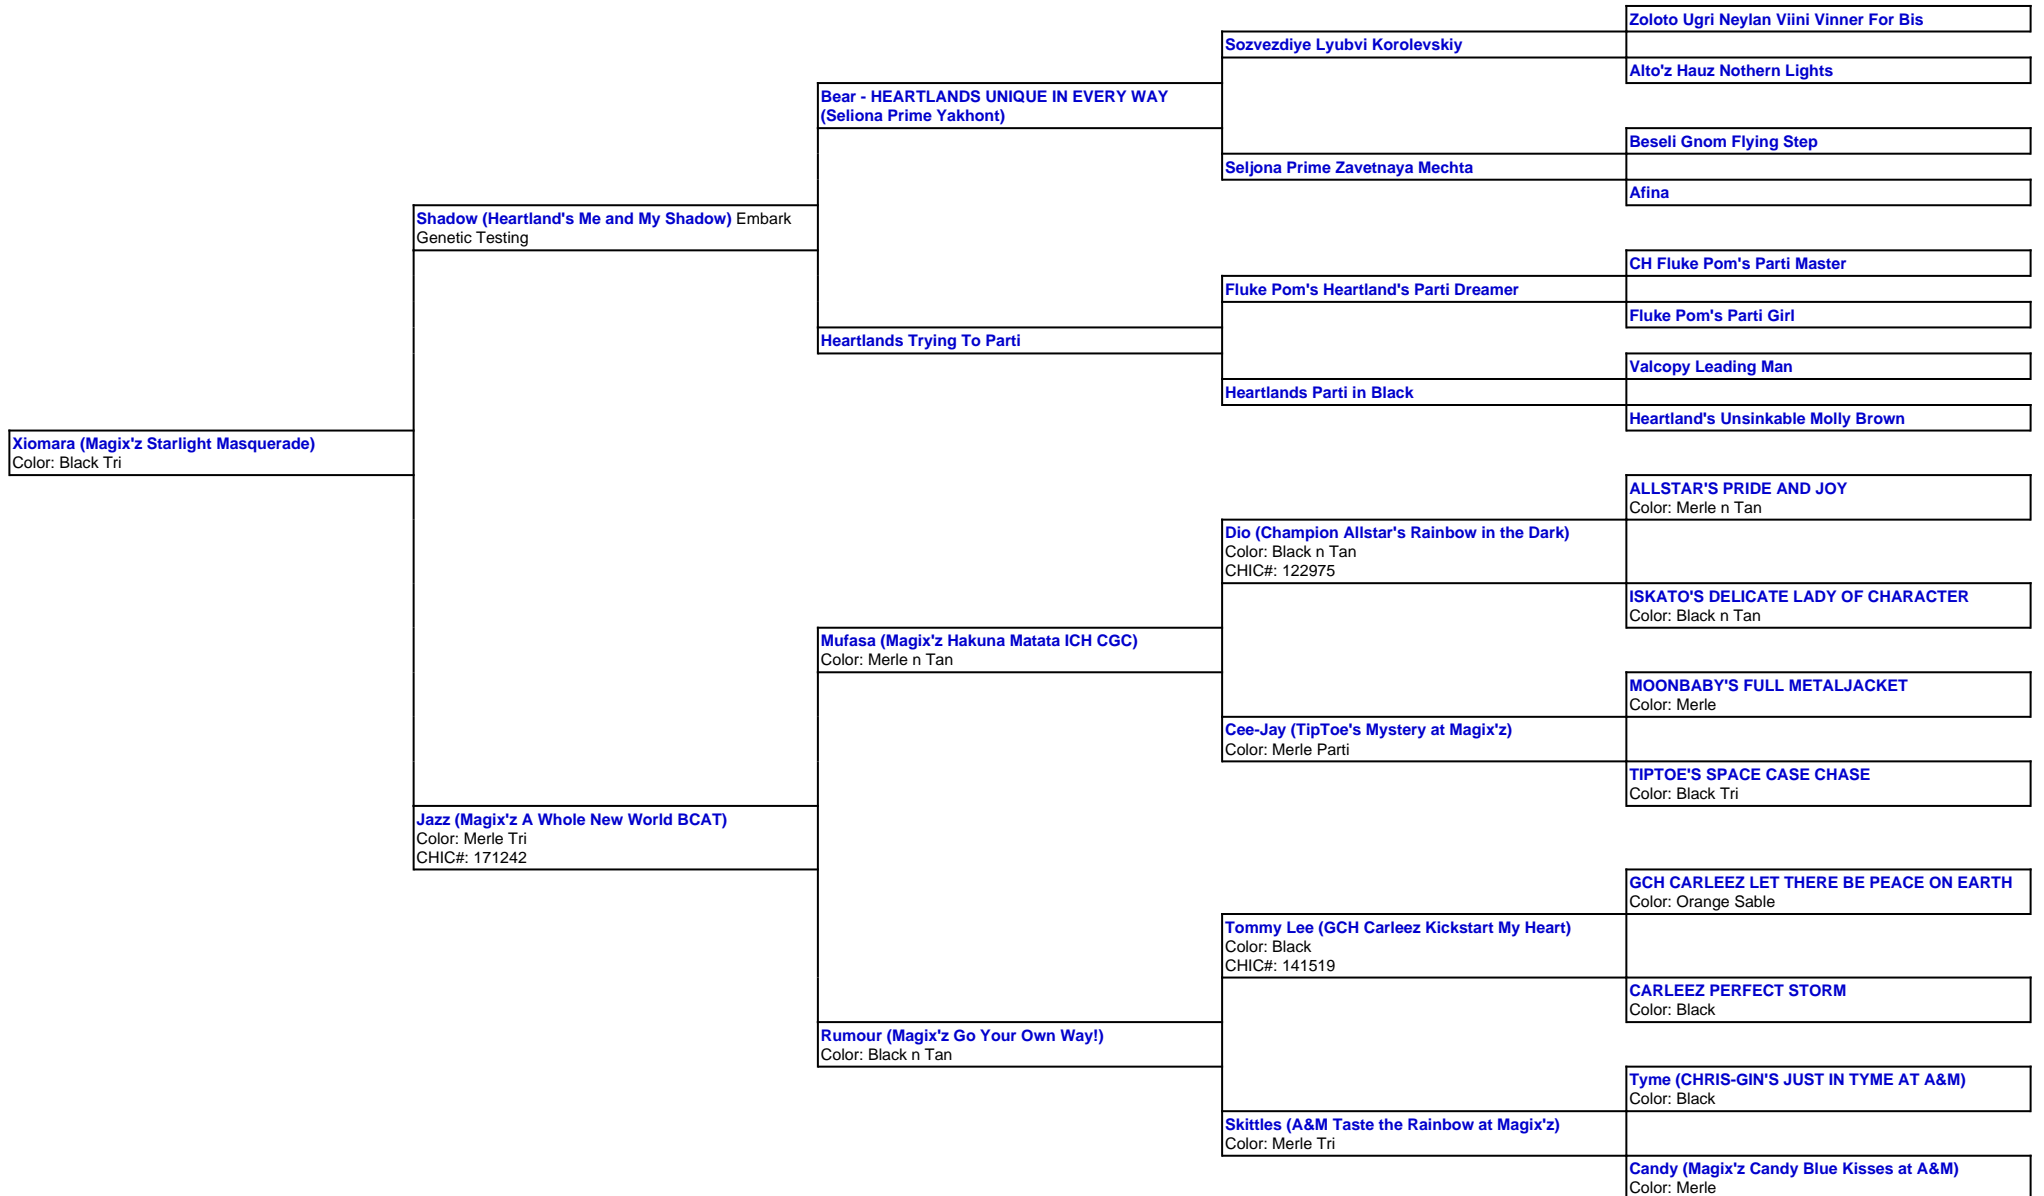 Zoloto Ugri Neylan Viini Vinner For Bis
Sozvezdiye Lyubvi Korolevskiy
Alto'z Hauz Nothern Lights
Bear - HEARTLANDS UNIQUE IN EVERY WAY
(Seliona Prime Yakhont)
Beseli Gnom Flying Step
Seljona Prime Zavetnaya Mechta
Afina
Shadow (Heartland's Me and My Shadow) Embark
Genetic Testing
CH Fluke Pom's Parti Master
Fluke Pom's Heartland's Parti Dreamer
Fluke Pom's Parti Girl
Heartlands Trying To Parti
Valcopy Leading Man
Heartlands Parti in Black
Heartland's Unsinkable Molly Brown
Xiomara (Magix'z Starlight Masquerade)
Color: Black Tri
ALLSTAR'S PRIDE AND JOY
Color: Merle n Tan
Dio (Champion Allstar's Rainbow in the Dark)
Color: Black n Tan
CHIC#: 122975
ISKATO'S DELICATE LADY OF CHARACTER
Color: Black n Tan
Mufasa (Magix'z Hakuna Matata ICH CGC)
Color: Merle n Tan
MOONBABY'S FULL METALJACKET
Color: Merle
Cee-Jay (TipToe's Mystery at Magix'z)
Color: Merle Parti
TIPTOE'S SPACE CASE CHASE
Color: Black Tri
Jazz (Magix'z A Whole New World BCAT)
Color: Merle Tri
CHIC#: 171242
GCH CARLEEZ LET THERE BE PEACE ON EARTH
Color: Orange Sable
Tommy Lee (GCH Carleez Kickstart My Heart)
Color: Black
CHIC#: 141519
CARLEEZ PERFECT STORM
Color: Black
Rumour (Magix'z Go Your Own Way!)
Color: Black n Tan
Tyme (CHRIS-GIN'S JUST IN TYME AT A&M)
Color: Black
Skittles (A&M Taste the Rainbow at Magix'z)
Color: Merle Tri
Candy (Magix'z Candy Blue Kisses at A&M)
Color: Merle